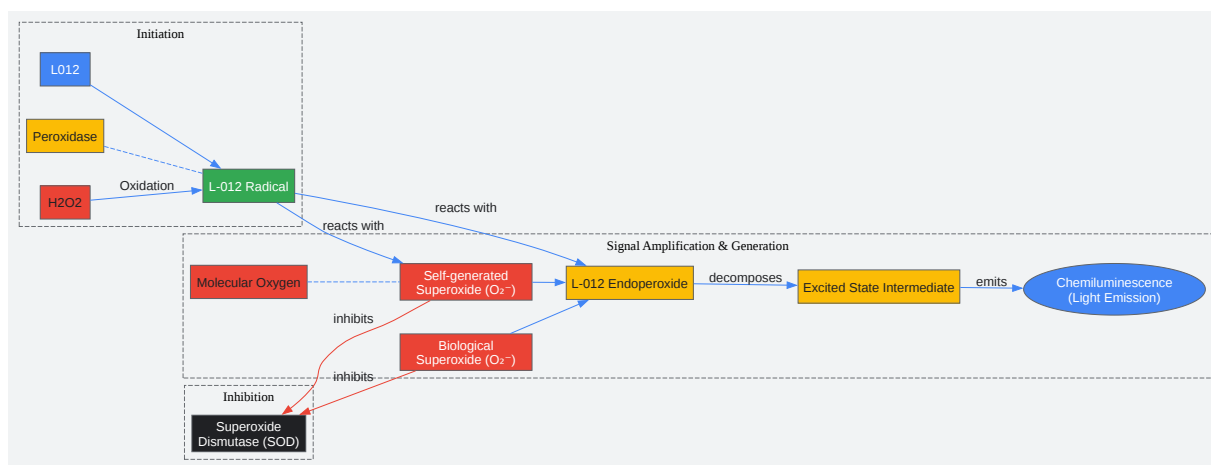 Initiation
L012
Peroxidase
H2O2
Oxidation
L-012 Radical
reacts with
reacts with
Signal Amplification & Generation
Molecular Oxygen
Self-generated
Superoxide (O₂⁻)
L-012 Endoperoxide
decomposes
Excited State Intermediate
emits
Chemiluminescence
(Light Emission)
inhibits
Biological
Superoxide (O₂⁻)
inhibits
Inhibition
Superoxide
Dismutase (SOD)